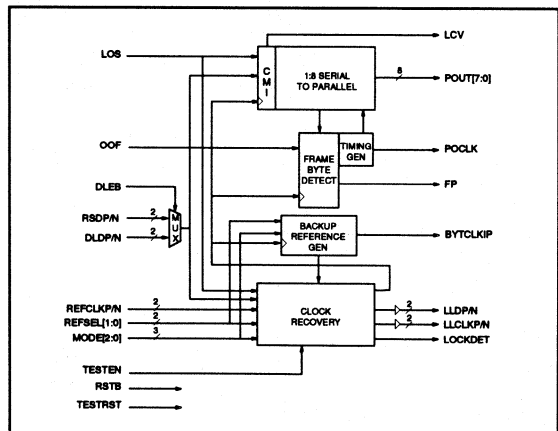 LCV
LOS
CMI
1:8 SERIAL
TO PARALLEL
8
POUT[7:0]
OOF
FRAME
BYTE
DETECT
TIMING
GEN
POCLK
FP
DLEB
MUX
RSDP/N
2
DLDP/N
2
BACKUP
REFERENCE
GEN
BYTCLKIP
REFCLKP/N
2
REFSEL[1:0]
2
MODE[2:0]
3
CLOCK
RECOVERY
2
LLDP/N
2
LLCLKP/N
LOCKDET
TESTEN
RSTB
TESTRST